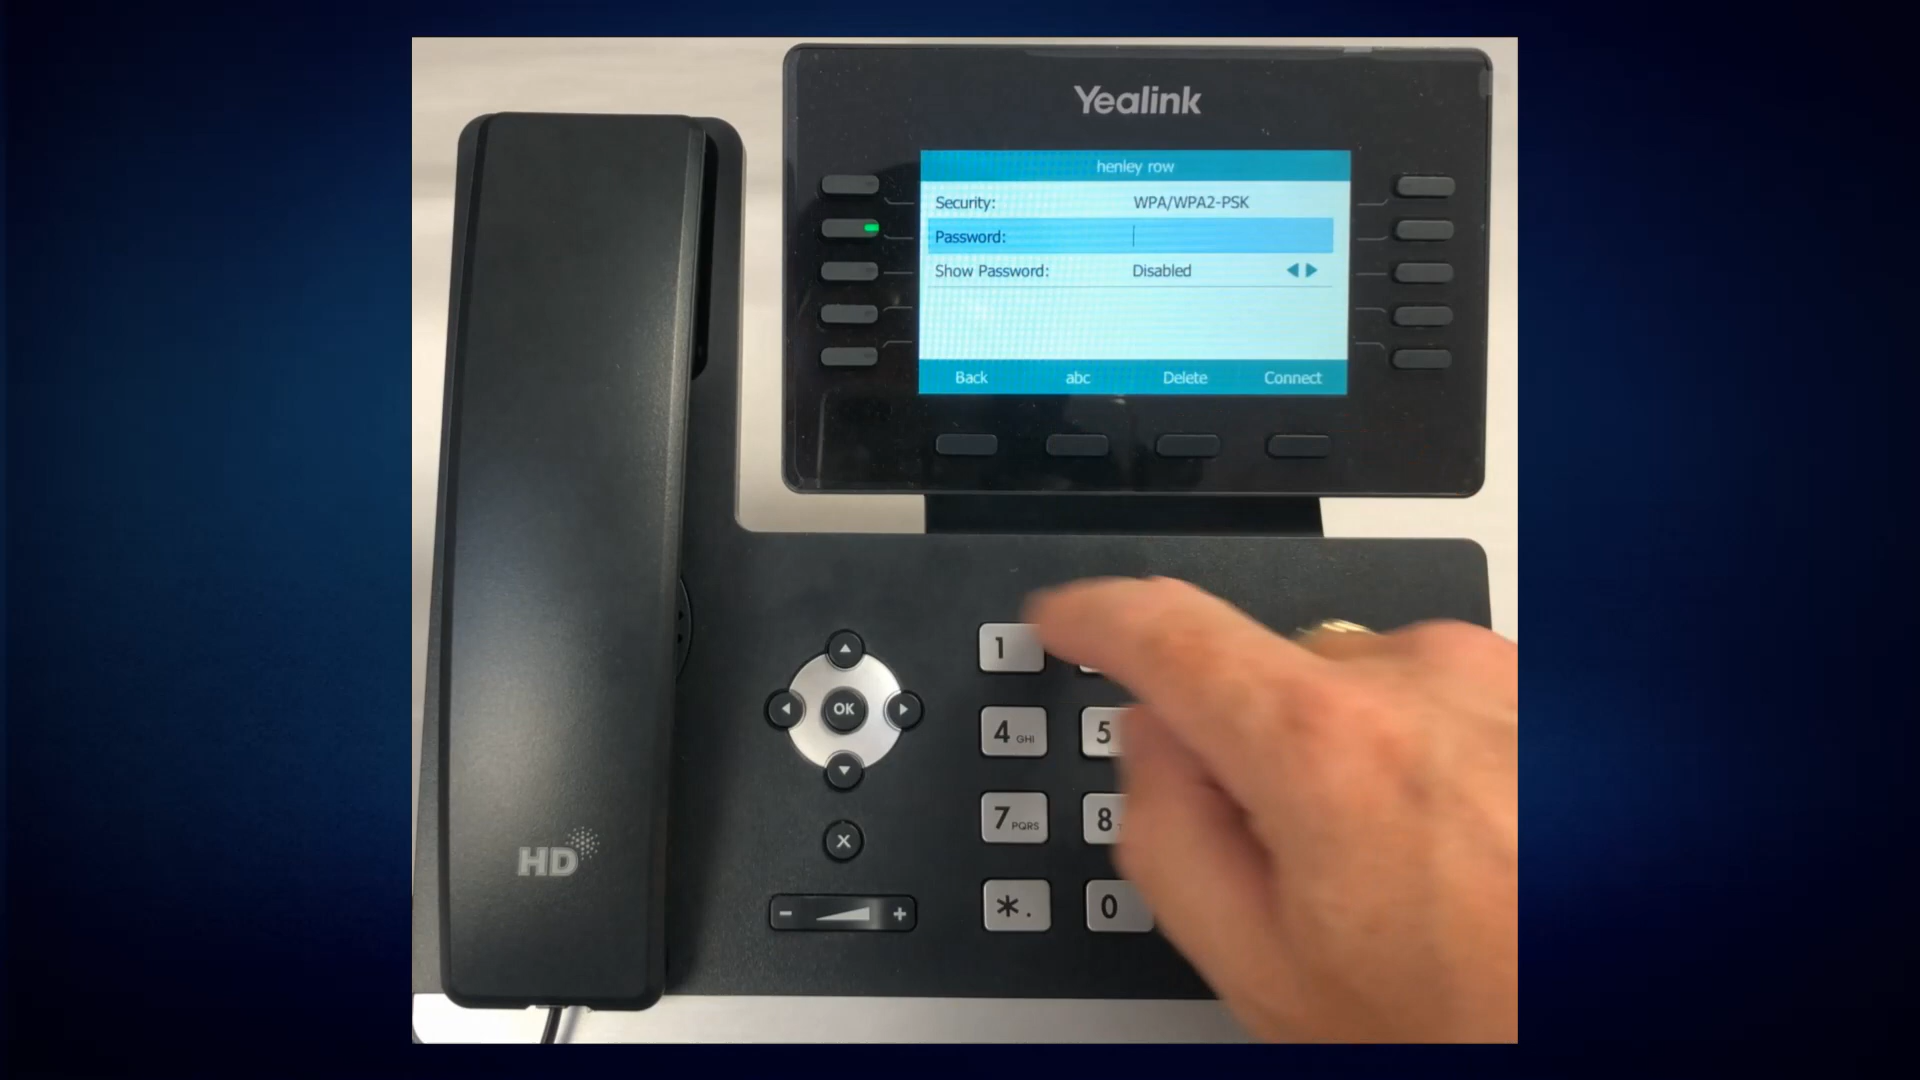 Yealink
henley row
Security: WPA/WPA2-PSK
Password:
Show Password: Disabled
Back abc Delete Connect
1
4 GHI 5
OK
7 PQRS 8
X
HD
- +
*. 0